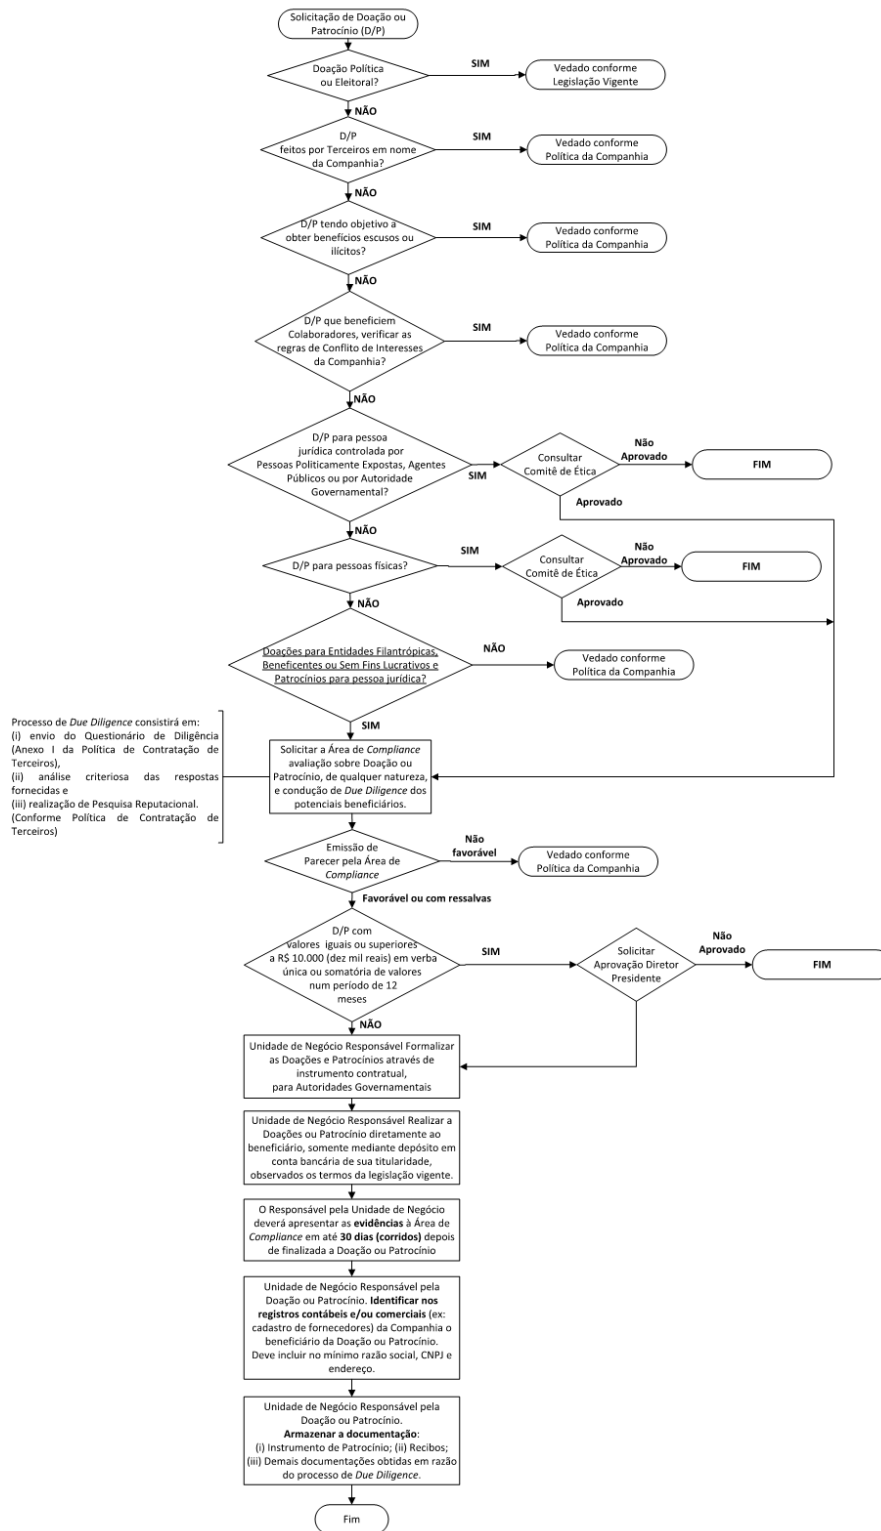 Solicitação de Doação ou
Patrocínio (D/P)
Doação Política
ou Eleitoral?
SIM
Vedado conforme
Legislação Vigente
NÃO
D/P
feitos por Terceiros em nome
da Companhia?
SIM
Vedado conforme
Política da Companhia
NÃO
D/P tendo objetivo a
obter benefícios escusos ou
ilícitos?
SIM
Vedado conforme
Política da Companhia
NÃO
D/P que beneficiem
Colaboradores, verificar as
regras de Conflito de Interesses
da Companhia?
SIM
Vedado conforme
Política da Companhia
NÃO
D/P para pessoa
jurídica controlada por
Pessoas Politicamente Expostas, Agentes
Públicos ou por Autoridade
Governamental?
SIM
Consultar
Comitê de Ética
Não
Aprovado
FIM
Aprovado
NÃO
D/P para pessoas físicas?
SIM
Consultar
Comitê de Ética
Não
Aprovado
FIM
Aprovado
NÃO
Doações para Entidades Filantrópicas,
Beneficentes ou Sem Fins Lucrativos e
Patrocínios para pessoa jurídica?
NÃO
Vedado conforme
Política da Companhia
SIM
Processo de Due Diligence consistirá em:
(i) envio do Questionário de Diligência
(Anexo I da Política de Contratação de
Terceiros),
(ii) análise criteriosa das respostas
fornecidas e
(iii) realização de Pesquisa Reputacional.
(Conforme Política de Contratação de
Terceiros)
Solicitar a Área de Compliance
avaliação sobre Doação ou
Patrocínio, de qualquer natureza,
e condução de Due Diligence dos
potenciais beneficiários.
Emissão de
Parecer pela Área de
Compliance
Não
favorável
Vedado conforme
Política da Companhia
Favorável ou com ressalvas
D/P com
valores iguais ou superiores
a R$ 10.000 (dez mil reais) em verba
única ou somatória de valores
num período de 12
meses
SIM
Solicitar
Aprovação Diretor
Presidente
Não
Aprovado
FIM
NÃO
Unidade de Negócio Responsável Formalizar
as Doações e Patrocínios através de
instrumento contratual,
para Autoridades Governamentais
Unidade de Negócio Responsável Realizar a
Doações ou Patrocínio diretamente ao
beneficiário, somente mediante depósito em
conta bancária de sua titularidade,
observados os termos da legislação vigente.
O Responsável pela Unidade de Negócio
deverá apresentar as evidências à Área de
Compliance em até 30 dias (corridos) depois
de finalizada a Doação ou Patrocínio
Unidade de Negócio Responsável pela
Doação ou Patrocínio. Identificar nos
registros contábeis e/ou comerciais (ex:
cadastro de fornecedores) da Companhia o
beneficiário da Doação ou Patrocínio.
Deve incluir no mínimo razão social, CNPJ e
endereço.
Unidade de Negócio Responsável pela
Doação ou Patrocínio.
Armazenar a documentação:
(i) Instrumento de Patrocínio; (ii) Recibos;
(iii) Demais documentações obtidas em razão
do processo de Due Diligence.
Fim